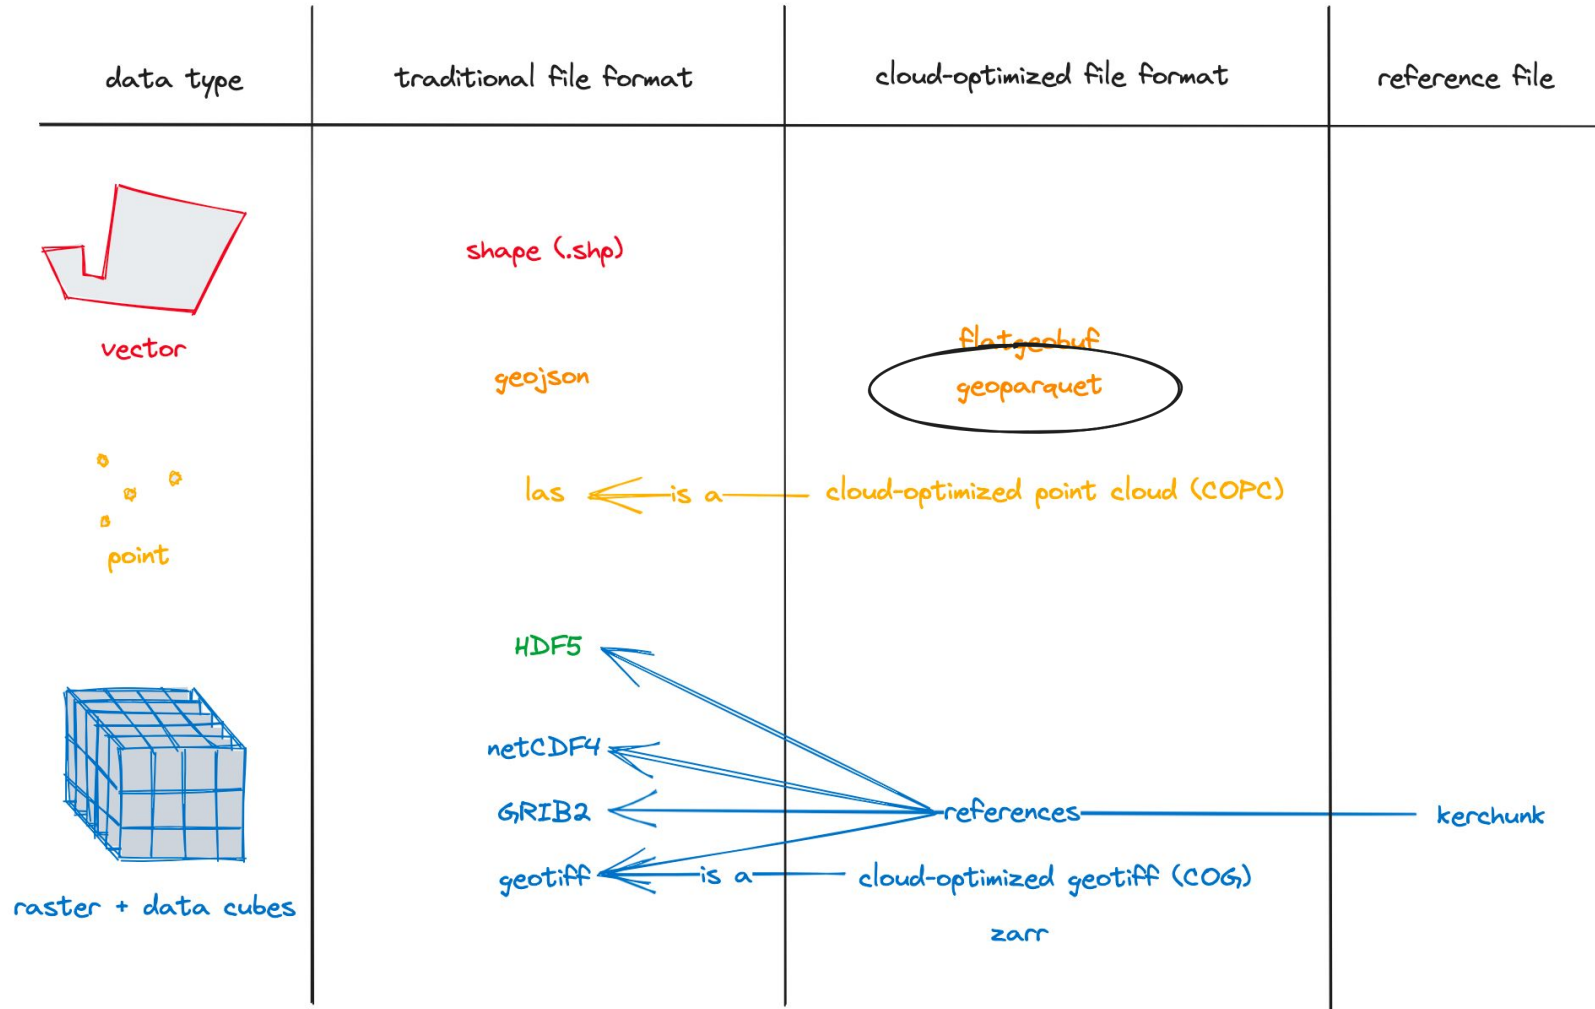 data type
traditional file format
cloud-optimized file format
reference file
shape (.shp)
vector
flatgeobuf
geojson
geoparquet
las
is a
cloud-optimized point cloud (COPC)
point
HDF5
netCDF4
GRIB2
references
kerchunk
geotiff
is a
cloud-optimized geotiff (COG)
raster + data cubes
zarr